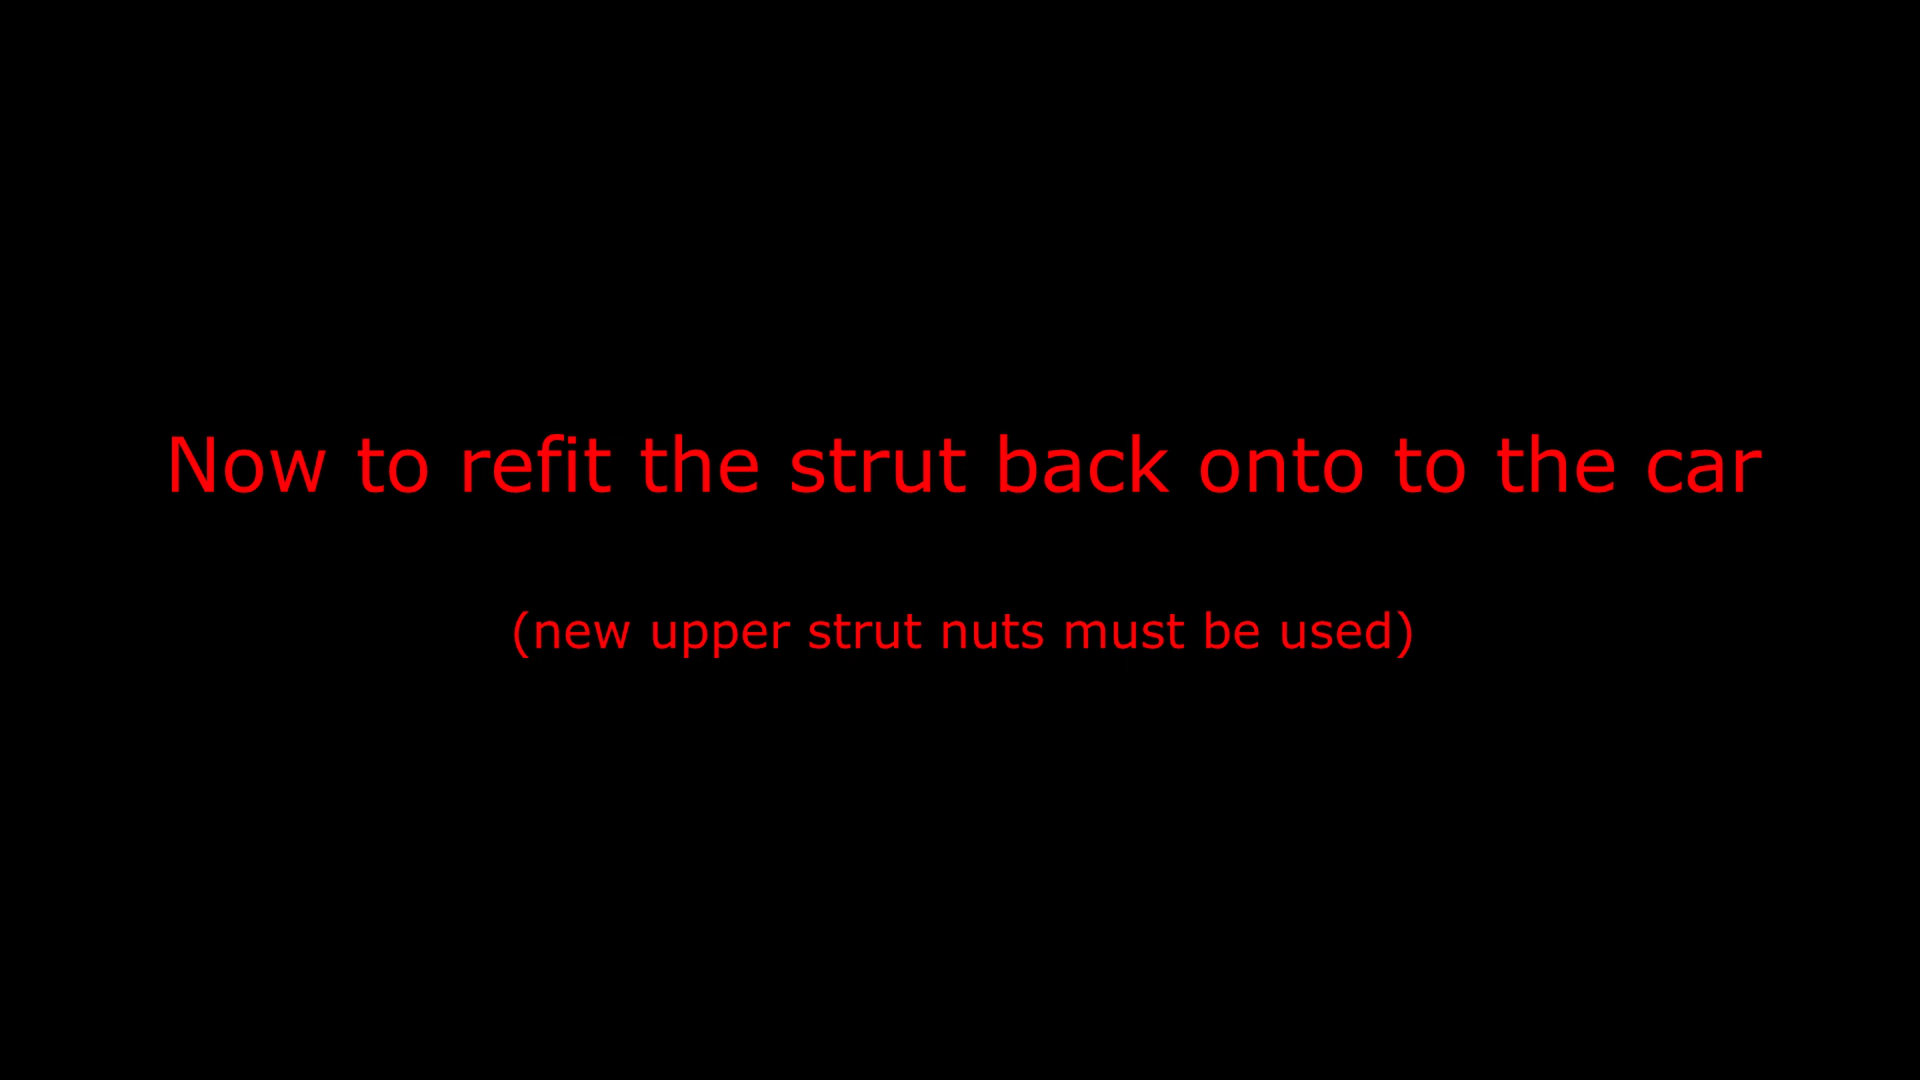 Now to refit the strut back onto to the car
(new upper strut nuts must be used)